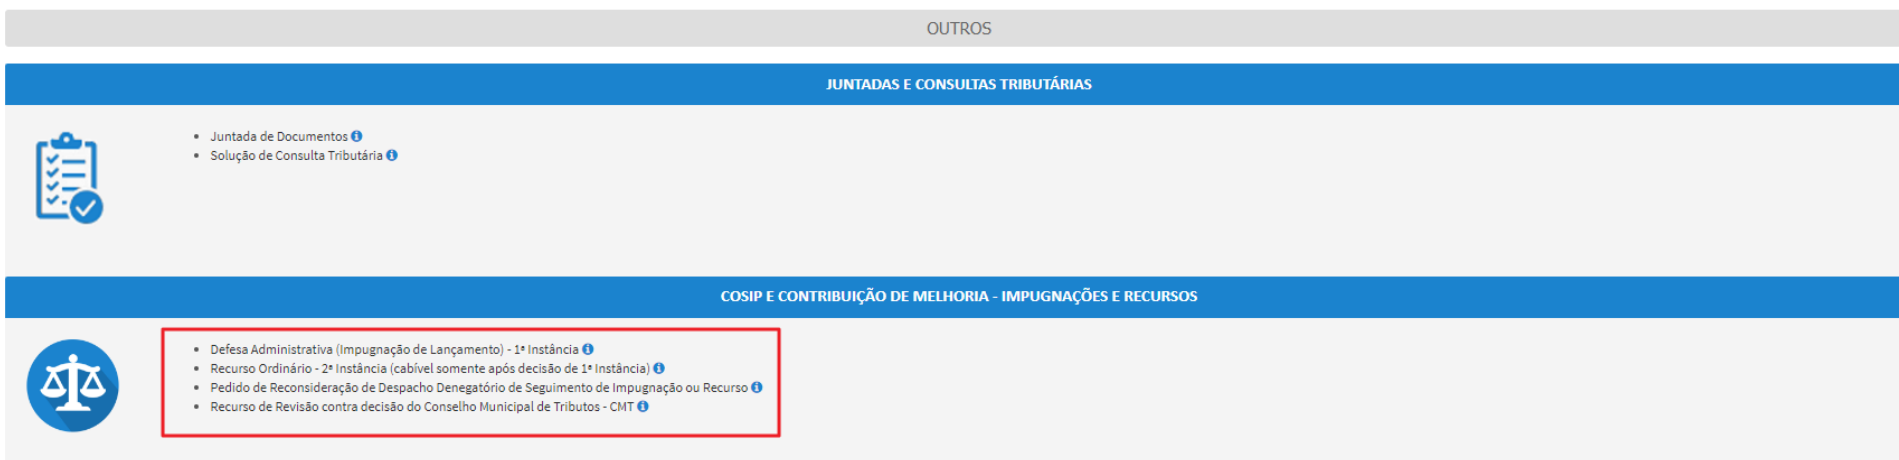 OUTROS
JUNTADAS E CONSULTAS TRIBUTÁRIAS
Juntada de Documentos
Solução de Consulta Tributária
COSIP E CONTRIBUIÇÃO DE MELHORIA - IMPUGNAÇÕES E RECURSOS
Defesa Administrativa (Impugnação de Lançamento) - 1ª Instância
Recurso Ordinário - 2ª Instância (cabível somente após decisão de 1ª Instância)
Pedido de Reconsideração de Despacho Denegatório de Seguimento de Impugnação ou Recurso
Recurso de Revisão contra decisão do Conselho Municipal de Tributos - CMT